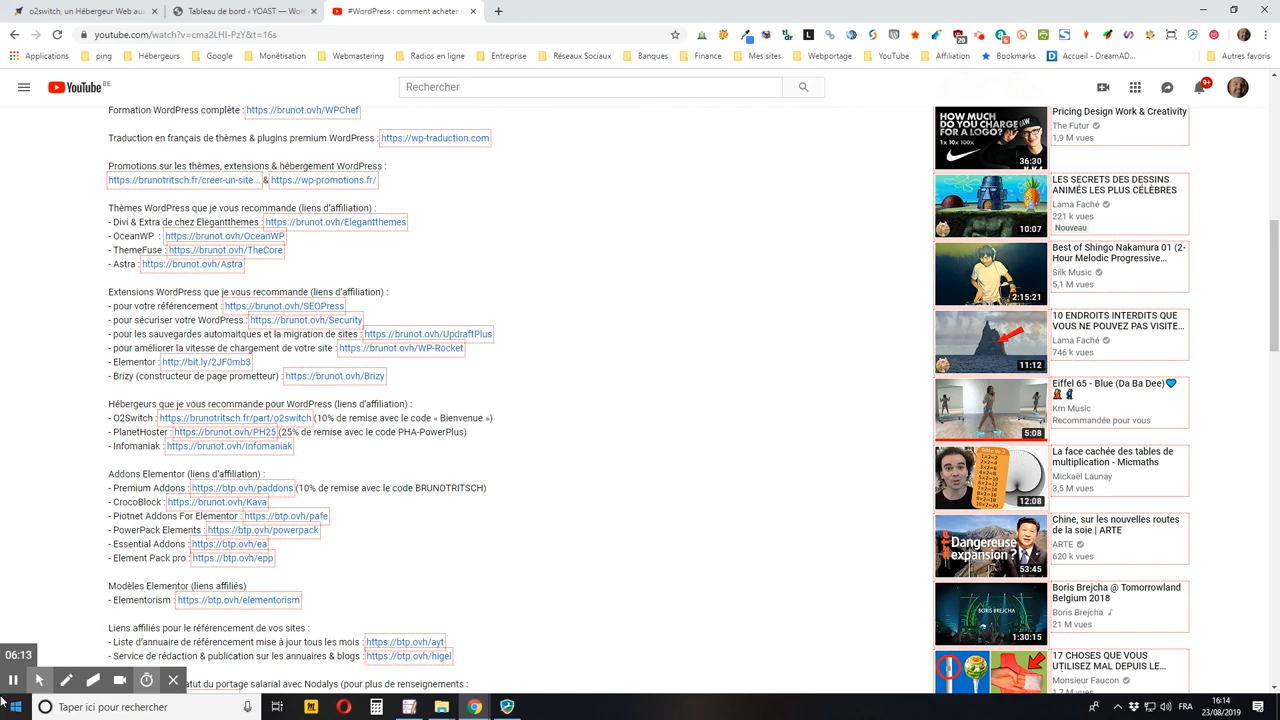 o2switch, un Hébergeur Web au
Tableau de bord ‹ YOAST — Wo
#WordPress : comment acheter
youtube.com/watch?v=cma2LHI-PzY&t=16s
Applications
ping
Hébergeurs
Google
Monétisation
Webmastering
Radios en ligne
Entreprise
Réseaux Sociaux
Banques
Finance
Mes sites
Webportage
YouTube
Affiliation
Bookmarks
Accueil - DreamAD...
Autres favoris
YouTube BE
Rechercher
9+
Formation WordPress complète : https://brunot.ovh/WPChef
Traduction en français de thèmes & plugins premium WordPress : https://wp-traduction.com
Promotions sur les thèmes, extensions & hébergement WordPress :
https://brunotritsch.fr/creer-un-site... & https://wp-promotions.fr/
Thèmes WordPress que je vous recommande (liens d'affiliation) :
- Divi & Extra de chez Elegantthemes : https://brunot.ovh/Elegantthemes
- OceanWP : https://brunot.ovh/OceanWP
- ThemeFuse : https://brunot.ovh/TheCore
- Astra : https://brunot.ovh/Astra
Extensions WordPress que je vous recommande (liens d'affiliation) :
- pour votre référencement : https://brunot.ovh/SEOPress
- pour sécuriser votre WordPress : https://brunot.ovh/Security
- pour les sauvegardes automaitques et la migration de sites : https://brunot.ovh/UpdraftPlus
- pour améliorer la vitesse de chargement de votre site : https://brunot.ovh/WP-Rocket
- Elementor : http://bit.ly/2JF0mb3
- Brizy (constructeur de page prometteur) : https://brunot.ovh/Brizy
Hébergeurs que je vous recommande pour WordPress (liens d'affiliation) :
- O2Switch : https://brunotritsch.fr/part/o2switch (10% de remise avec le code « Bienvenue »)
- PlanetHoster : https://brunot.ovh/PH25 (25% de remise avec le code PHA-PowerPlus)
- Infomaniak : https://brunot.ovh/Infomaniak
Addons Elementor (liens d'affiliation) :
- Premium Addons : https://btp.ovh/paddons (10% de remise avec le code BRUNOTRITSCH)
- CrocoBlock : https://brunot.ovh/Kava
- Piotnet Addons For Elementor : https://btp.ovh/pafe
- PowerPack Elements : https://btp.ovh/powerpack
- Essential Addons : https://btp.ovh/ea
- Element Pack pro : https://btp.ovh/epp
Modèles Elementor (liens affiliés)
- Elementorism : https://btp.ovh/elementorism
Liens affiliés pour le référencement de vos sites :
- Liste d'annuaire de référencement mise à jour tous les mois : https://btp.ovh/ayt
- Service de rédaction & publication sur les annuaires & blogs : https://btp.ovh/higel
atut du portage salarial avec Nodalys (pour plus de renseignements :
HOW MUCH
DO YOU CHARGE
FOR A LOGO?
1x 10x 100x
36:30
Pricing Design Work & Creativity
The Futur
1,9 M vues
10:07
LES SECRETS DES DESSINS
ANIMÉS LES PLUS CÉLÈBRES
Lama Faché
221 k vues
Nouveau
2:15:21
Best of Shingo Nakamura 01 (2-
Hour Melodic Progressive...
Silk Music
5,1 M vues
11:12
10 ENDROITS INTERDITS QUE
VOUS NE POUVEZ PAS VISITE...
Lama Faché
746 k vues
5:08
Eiffel 65 - Blue (Da Ba Dee)
Km Music
Recommandée pour vous
Table de 2
12:08
La face cachée des tables de
multiplication - Micmaths
Mickaël Launay
3,5 M vues
Dangereuse
expansion ?
53:45
Chine, sur les nouvelles routes
de la soie | ARTE
ARTE
620 k vues
BORIS BREJCHA
1:30:15
Boris Brejcha @ Tomorrowland
Belgium 2018
Boris Brejcha
21 M vues
17 CHOSES QUE VOUS
UTILISEZ MAL DEPUIS LE...
Monsieur Faucon
1,7 M vues
06:13
Taper ici pour rechercher
FRA
16:14
23/08/2019